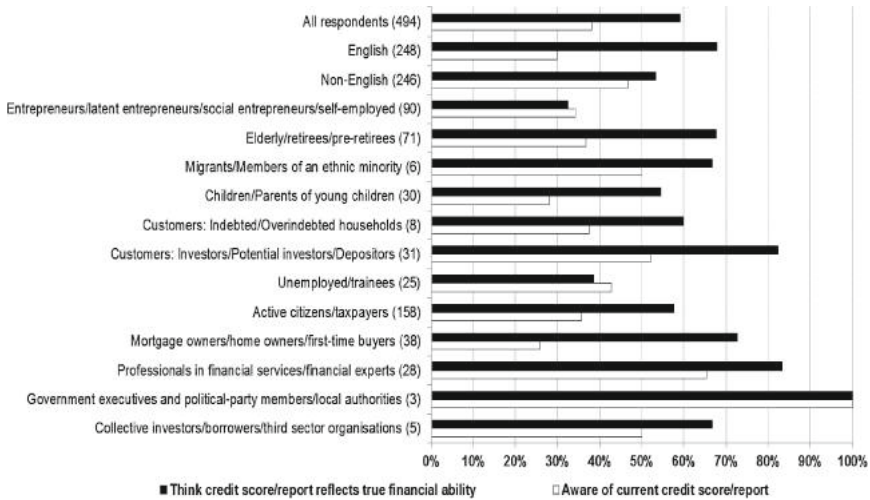 All respondents (494)
English (248)
Non-English (246)
Entrepreneurs/latent entrepreneurs/social entrepreneurs/self-employed (90)
Elderly/retirees/pre-retirees (71)
Migrants/Members of an ethnic minority (6)
Children/Parents of young children (30)
Customers: Indebted/Overindebted households (8)
Customers: Investors/Potential investors/Depositors (31)
Unemployed/trainees (25)
Active citizens/taxpayers (158)
Mortgage owners/home owners/first-time buyers (38)
Professionals in financial services/financial experts (28)
Government executives and political-party members/local authorities (3)
Collective investors/borrowers/third sector organisations (5)
0% 10% 20% 30% 40% 50% 60% 70% 80% 90% 100%
Think credit score/report reflects true financial ability Aware of current credit score/report